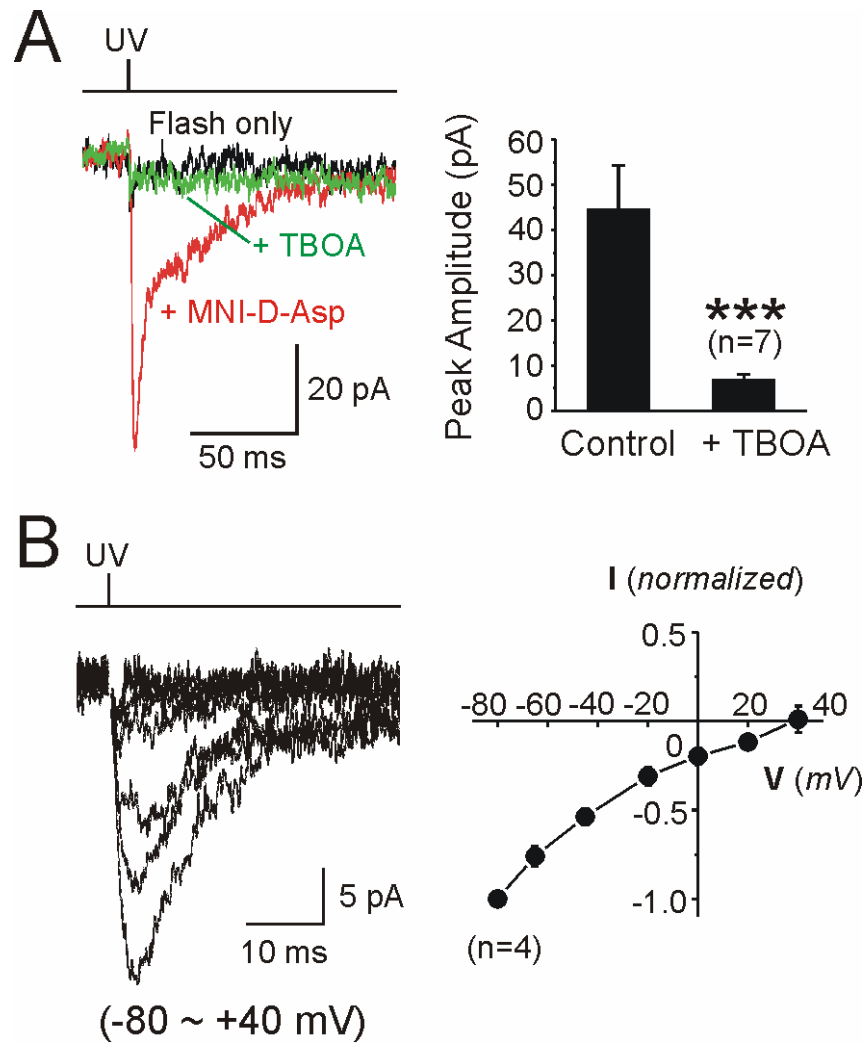 A
UV
Flash only
+ TBOA
+ MNI-D-Asp
20 pA
50 ms
Peak Amplitude (pA)
60
50
40
30
20
10
0
***
(n=7)
Control + TBOA
B
UV
5 pA
10 ms
(-80 ~ +40 mV)
I (normalized)
0.5
-80 -60 -40 -20 20 40
0
V (mV)
-0.5
-1.0
(n=4)